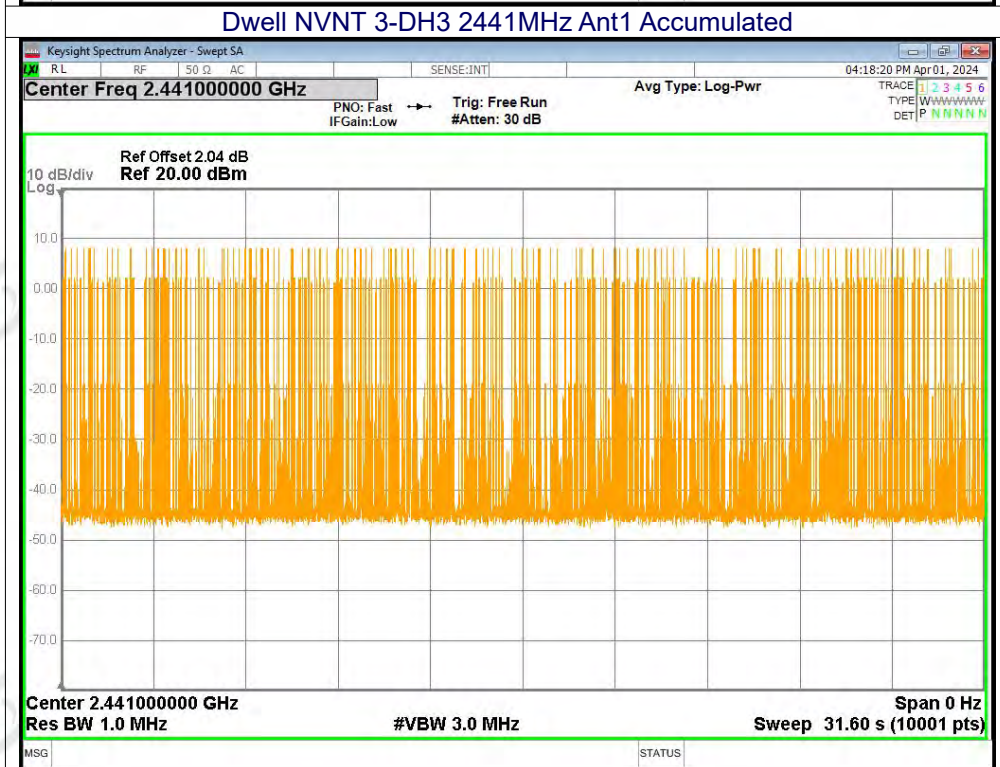 Dwell NVNT 3-DH3 2441MHz Ant1 Accumulated
Keysight Spectrum Analyzer - Swept SA
LXI RL RF 50 Ω AC SENSE:INT 04:18:20 PM Apr 01, 2024
Center Freq 2.441000000 GHz Avg Type: Log-Pwr TRACE 1 2 3 4 5 6
PNO: Fast Trig: Free Run TYPE WWWWWWW
IFGain:Low #Atten: 30 dB DET P N N N N N
Ref Offset 2.04 dB
10 dB/div Ref 20.00 dBm
Log
10.0
0.00
-10.0
-20.0
-30.0
-40.0
-50.0
-60.0
-70.0
Center 2.441000000 GHz Span 0 Hz
Res BW 1.0 MHz #VBW 3.0 MHz Sweep 31.60 s (10001 pts)
MSG STATUS